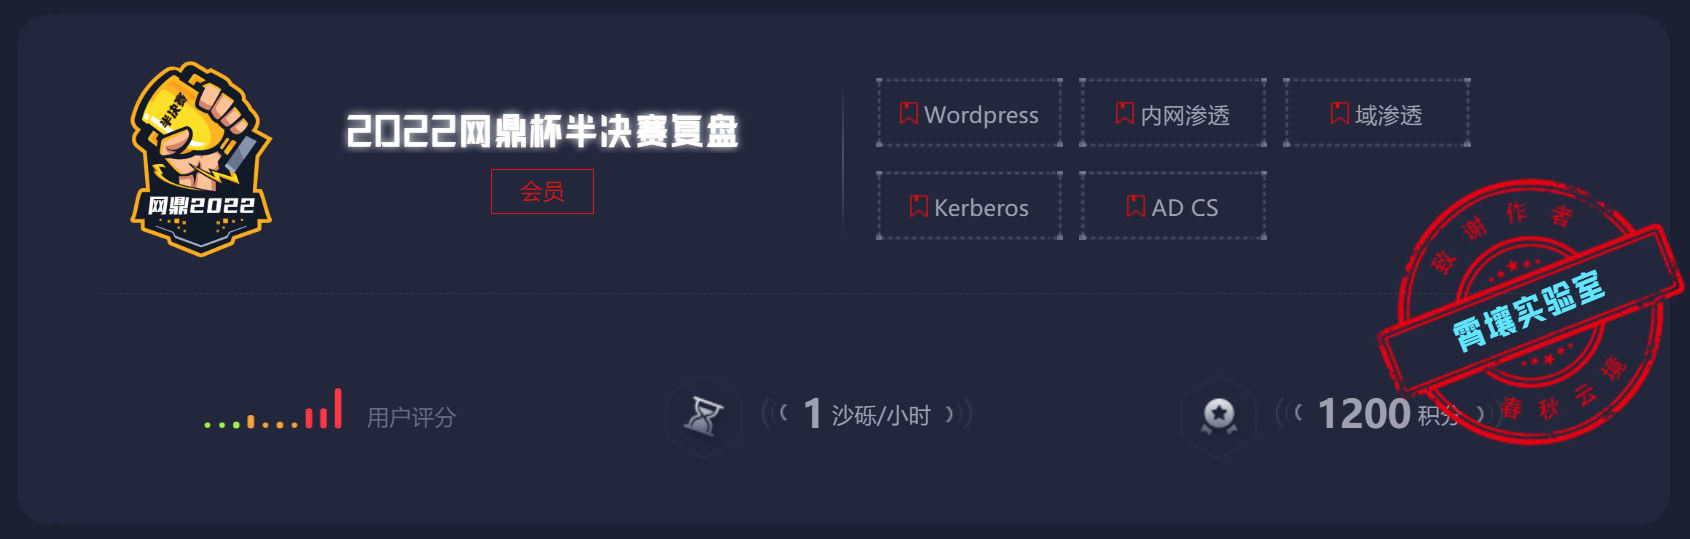 半决赛
网鼎2022
2022网鼎杯半决赛复盘
会员
Wordpress
内网渗透
域渗透
Kerberos
AD CS
致谢作者
霄壤实验室
春秋云境
用户评分
1 沙砾/小时
1200 积分